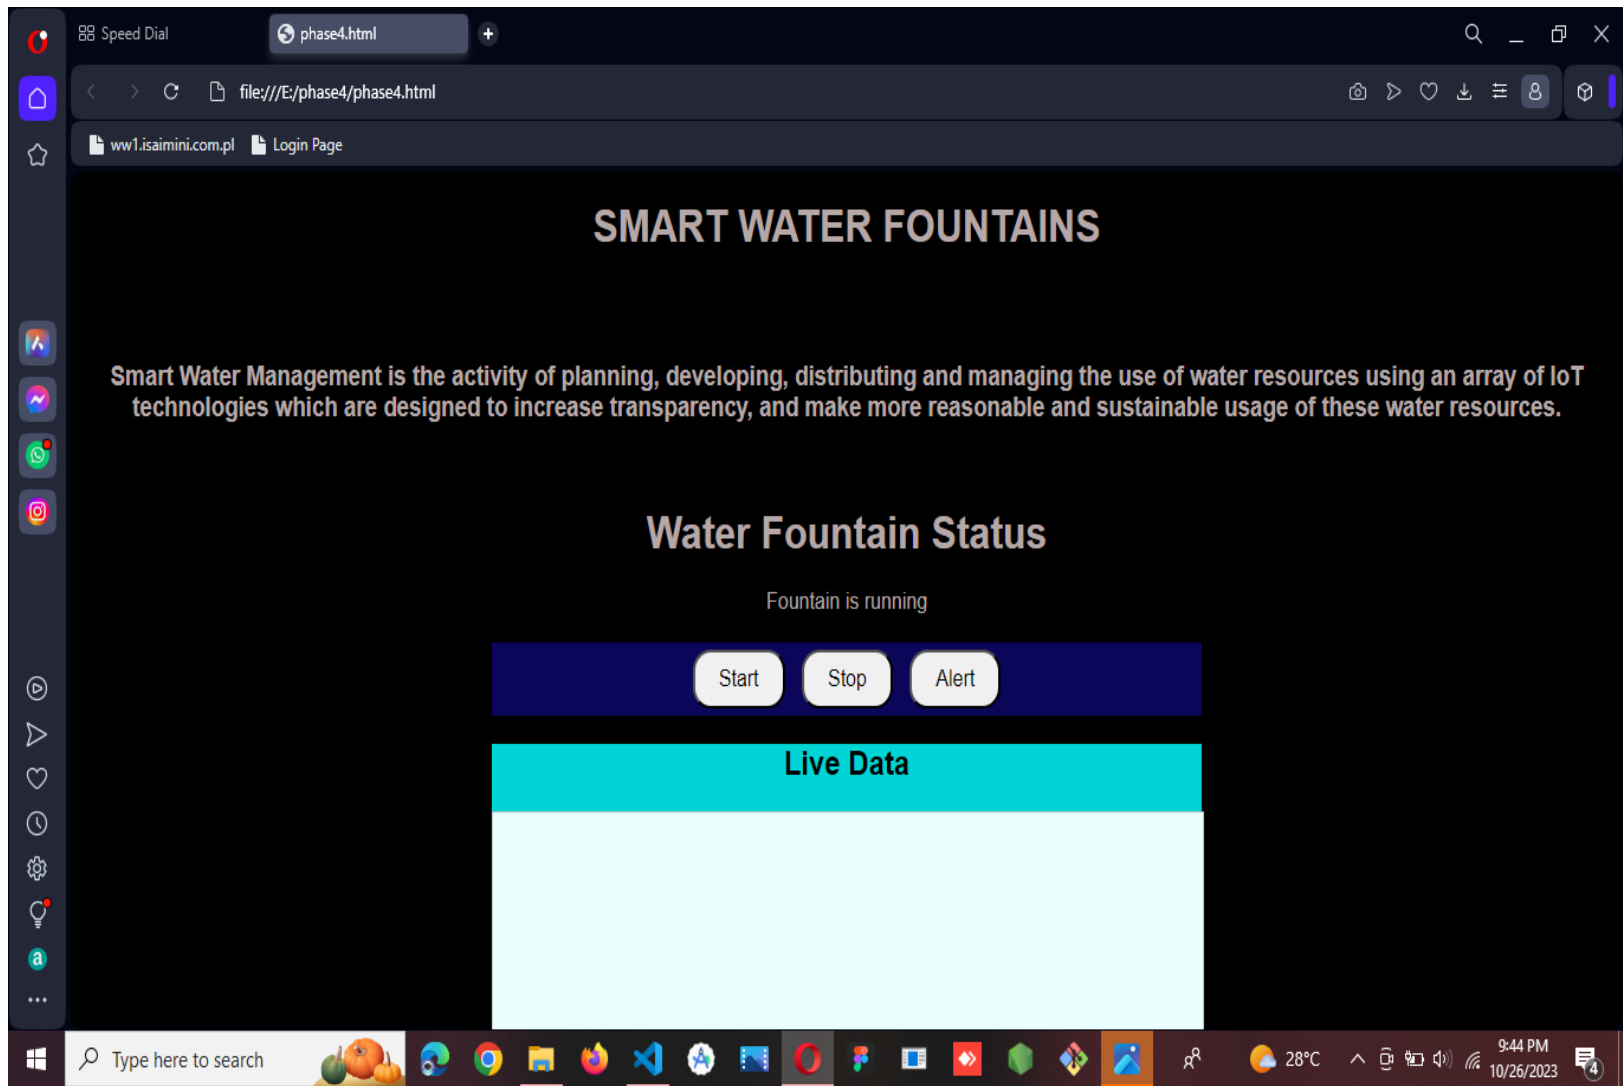 Speed Dial
phase4.html
file:///E:/phase4/phase4.html
ww1.isaimini.com.pl
Login Page
SMART WATER FOUNTAINS
Smart Water Management is the activity of planning, developing, distributing and managing the use of water resources using an array of IoT
technologies which are designed to increase transparency, and make more reasonable and sustainable usage of these water resources.
Water Fountain Status
Fountain is running
Start
Stop
Alert
Live Data
a
Type here to search
28°C
9:44 PM
10/26/2023
4